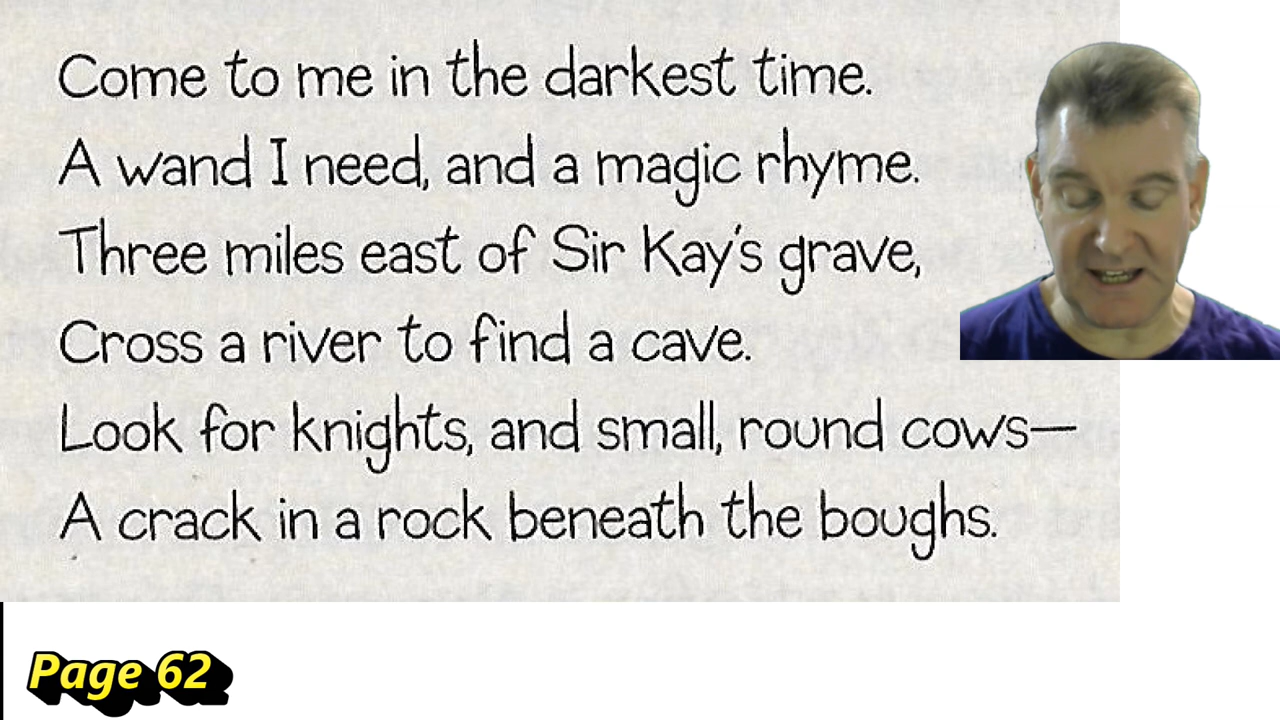 Come to me in the darkest time.
A wand I need, and a magic rhyme.
Three miles east of Sir Kay's grave,
Cross a river to find a cave.
Look for knights, and small, round cows—
A crack in a rock beneath the boughs.
Page 62